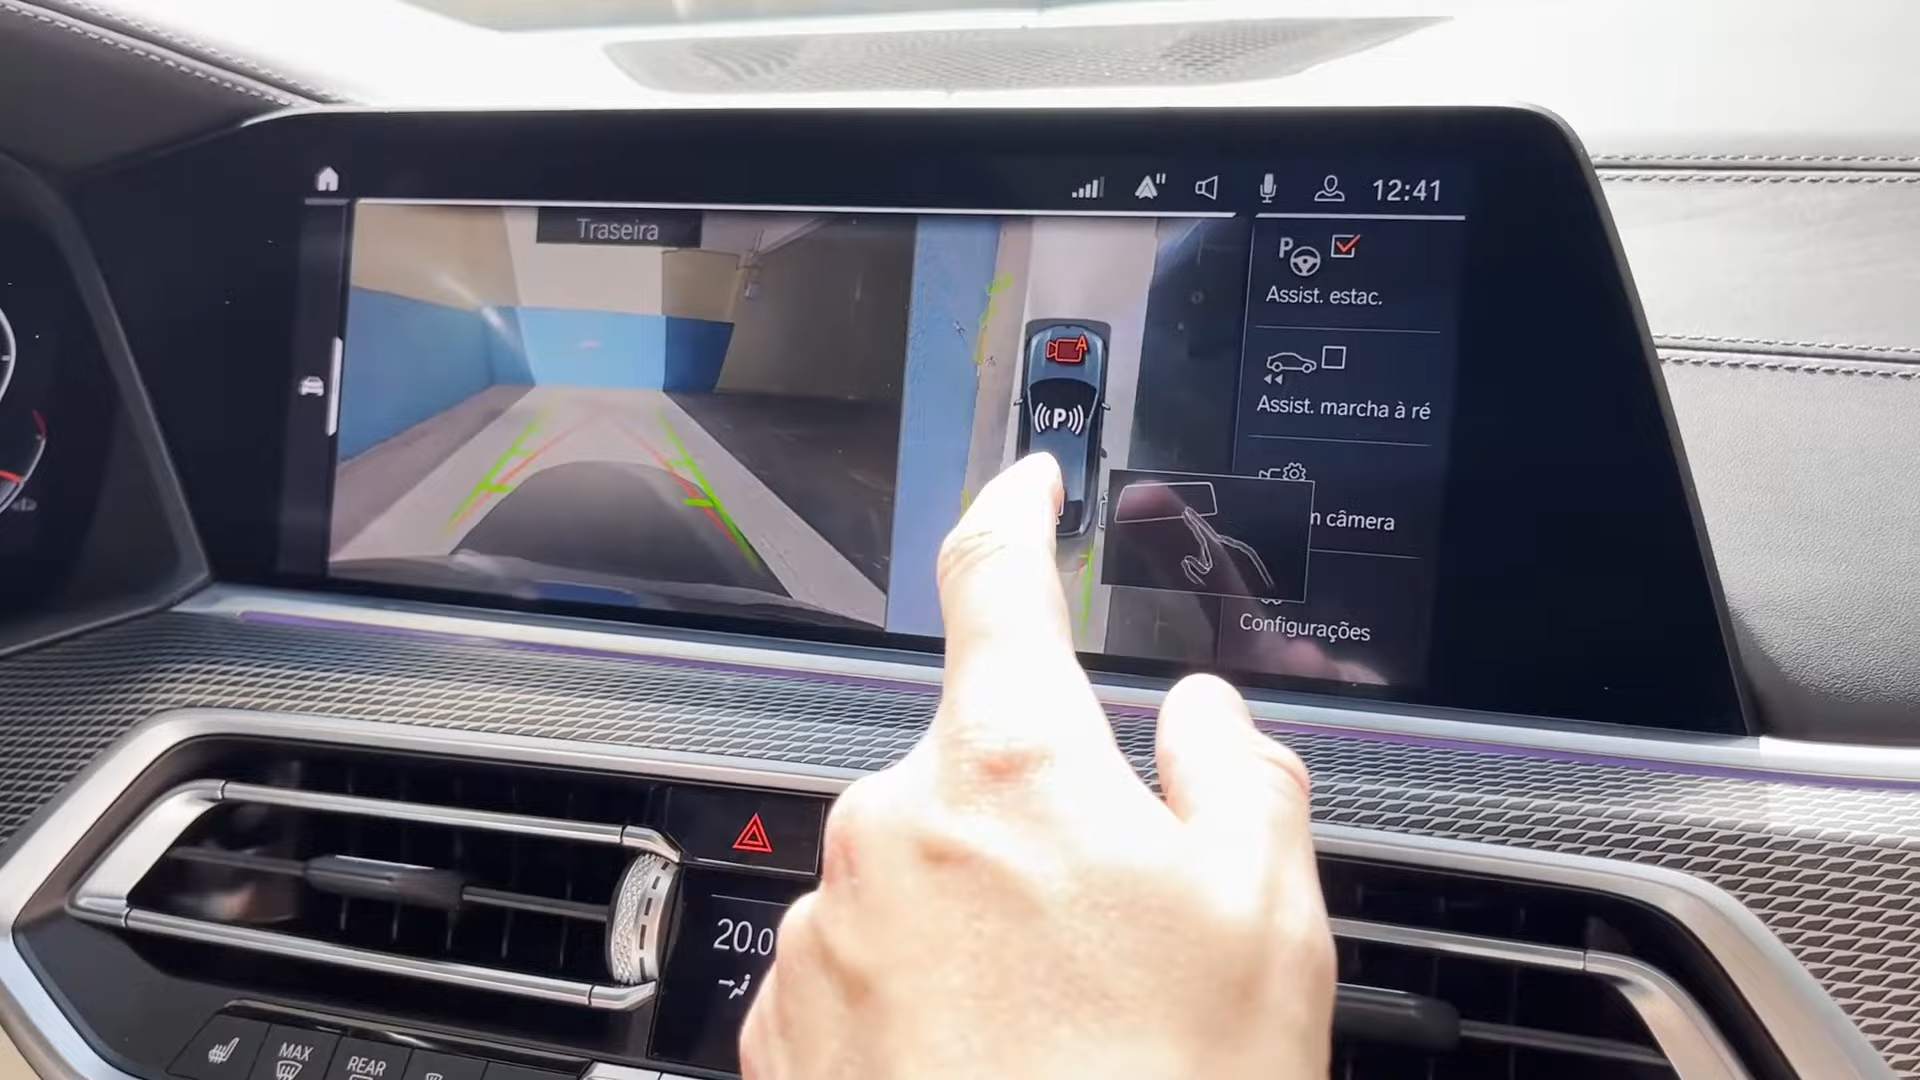 12:41
Traseira
P
Assist. estac.
A
(((P)))
Assist. marcha à ré
câmera
Configurações
20.0
MAX
REAR